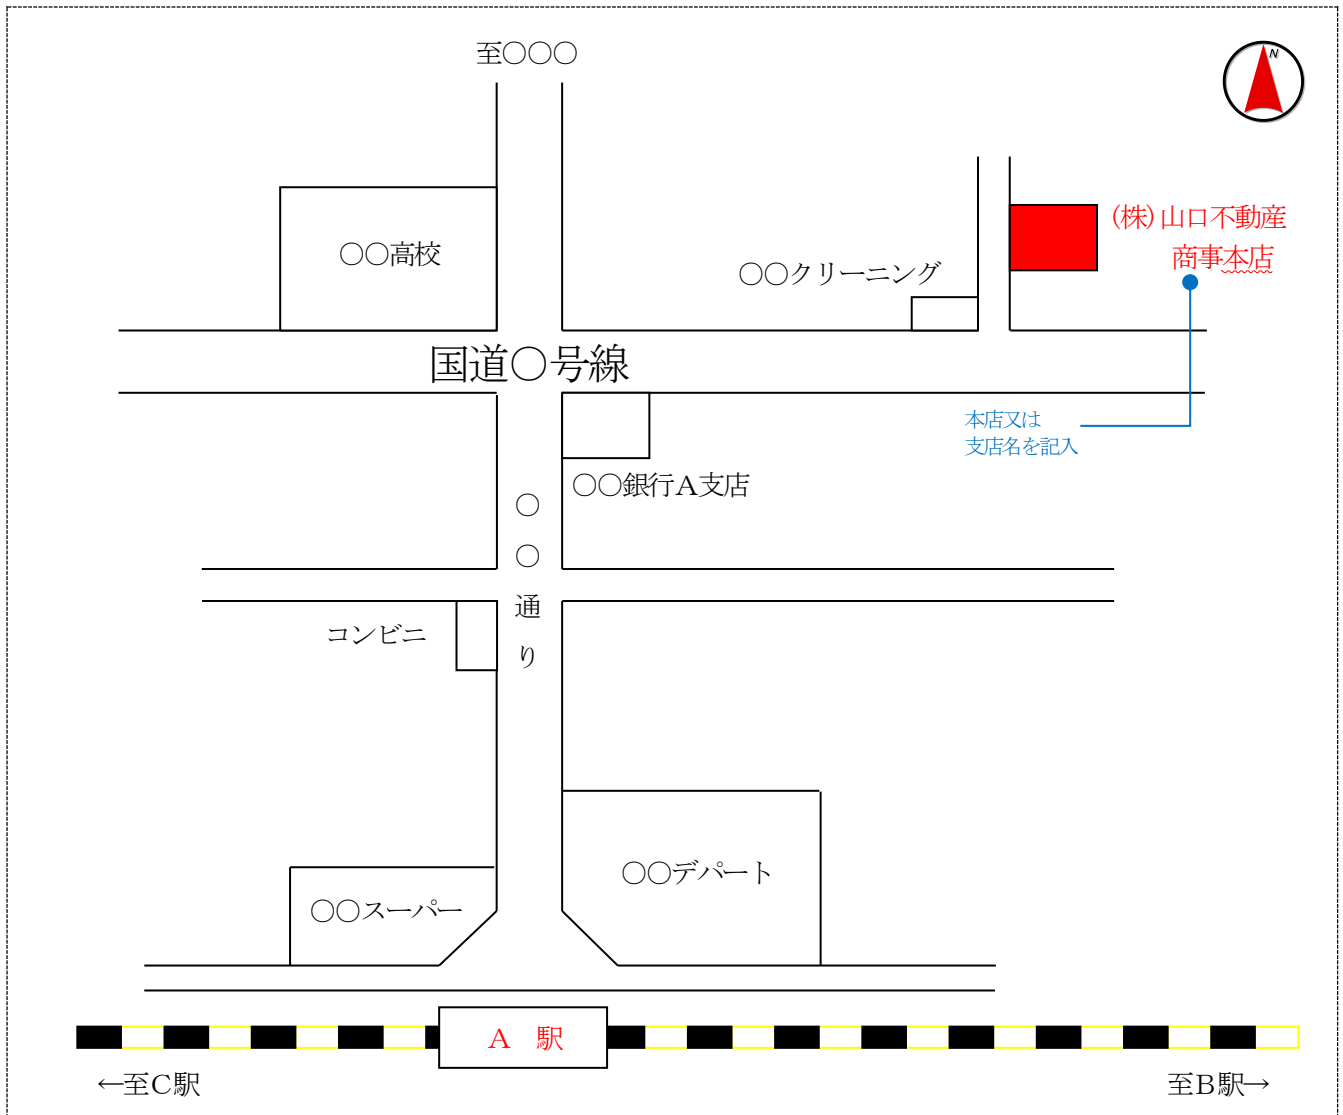 至○○○
N
(株)山口不動産
商事本店
○○高校
○○クリーニング
国道○号線
本店又は
支店名を記入
○○銀行A支店
○○通り
コンビニ
○○デパート
○○スーパー
A 駅
←至C駅
至B駅→